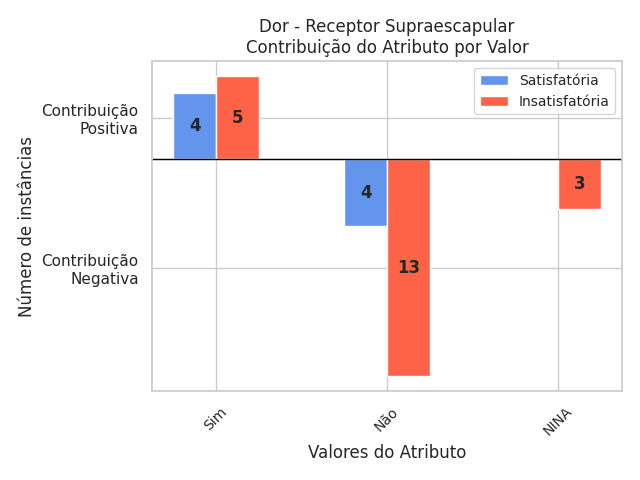 Dor - Receptor Supraescapular
Contribuição do Atributo por Valor
Satisfatória
Insatisfatória
Contribuição
Positiva
Contribuição
Negativa
Número de instâncias
4
5
4
13
3
Sim
Não
NINA
Valores do Atributo